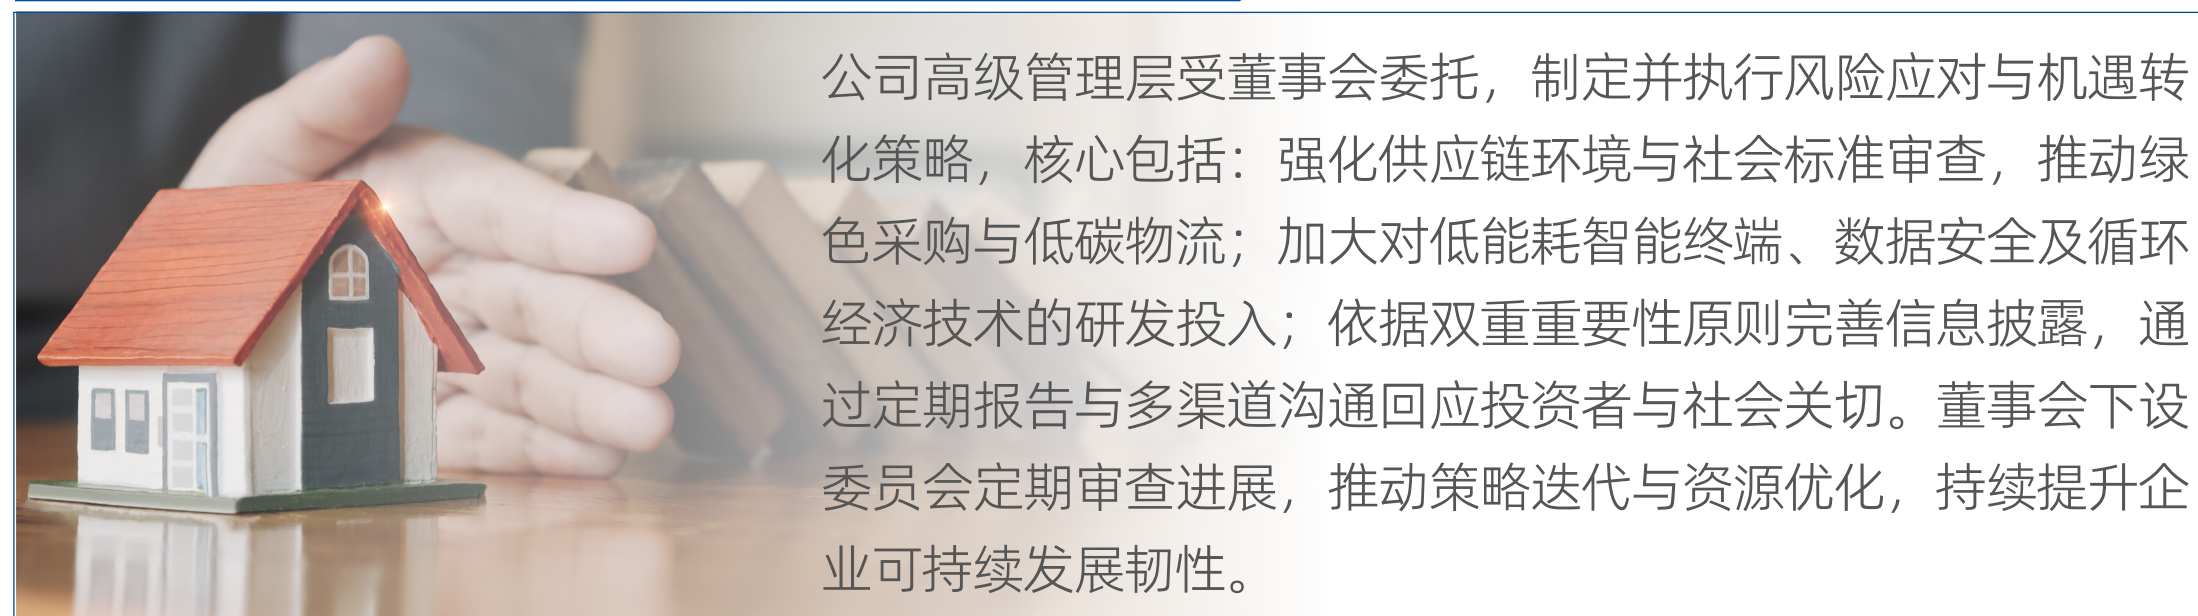 公司高级管理层受董事会委托，制定并执行风险应对与机遇转
化策略，核心包括：强化供应链环境与社会标准审查，推动绿
色采购与低碳物流；加大对低能耗智能终端、数据安全及循环
经济技术的研发投入；依据双重重要性原则完善信息披露，通
过定期报告与多渠道沟通回应投资者与社会关切。董事会下设
委员会定期审查进展，推动策略迭代与资源优化，持续提升企
业可持续发展韧性。